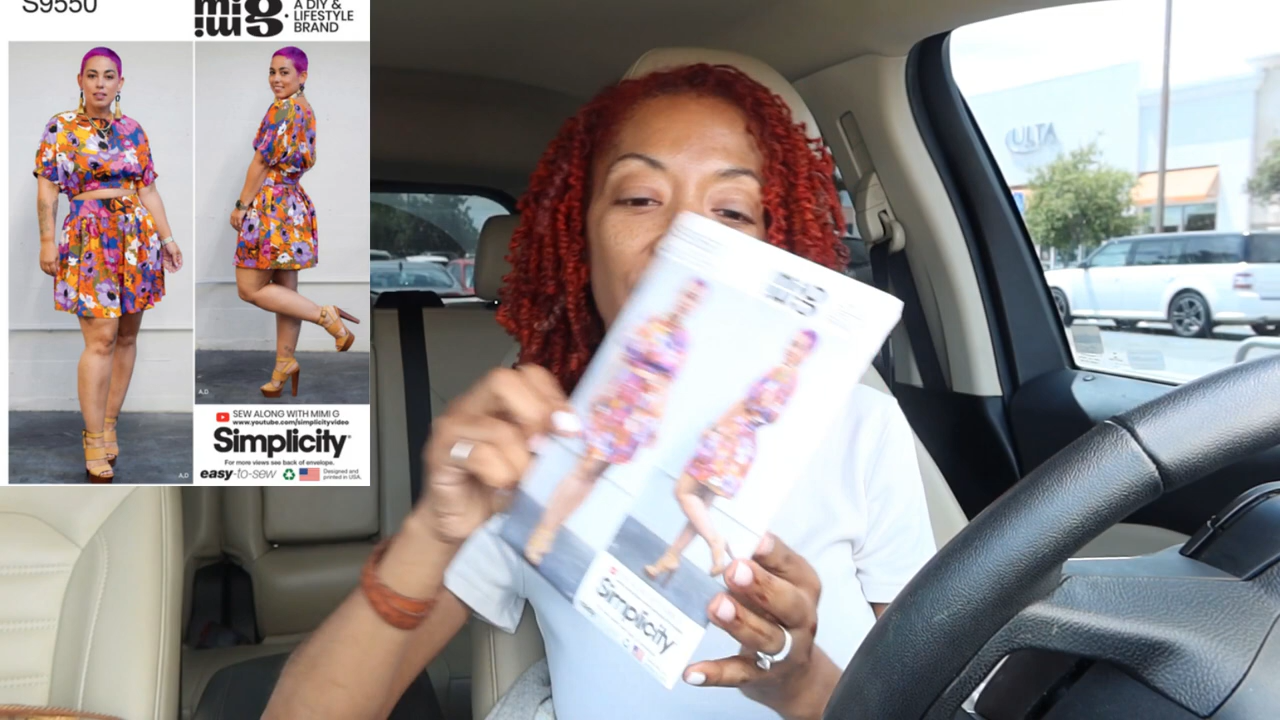 S9550
mimi g.
A DIY &
LIFESTYLE
BRAND
A.D
A.D
SEW ALONG WITH MIMI G
www.youtube.com/simplicityvideo
Simplicity®
For more views see back of envelope.
easy-to-sew
Designed and
printed in USA.
ULTA
Simplicity